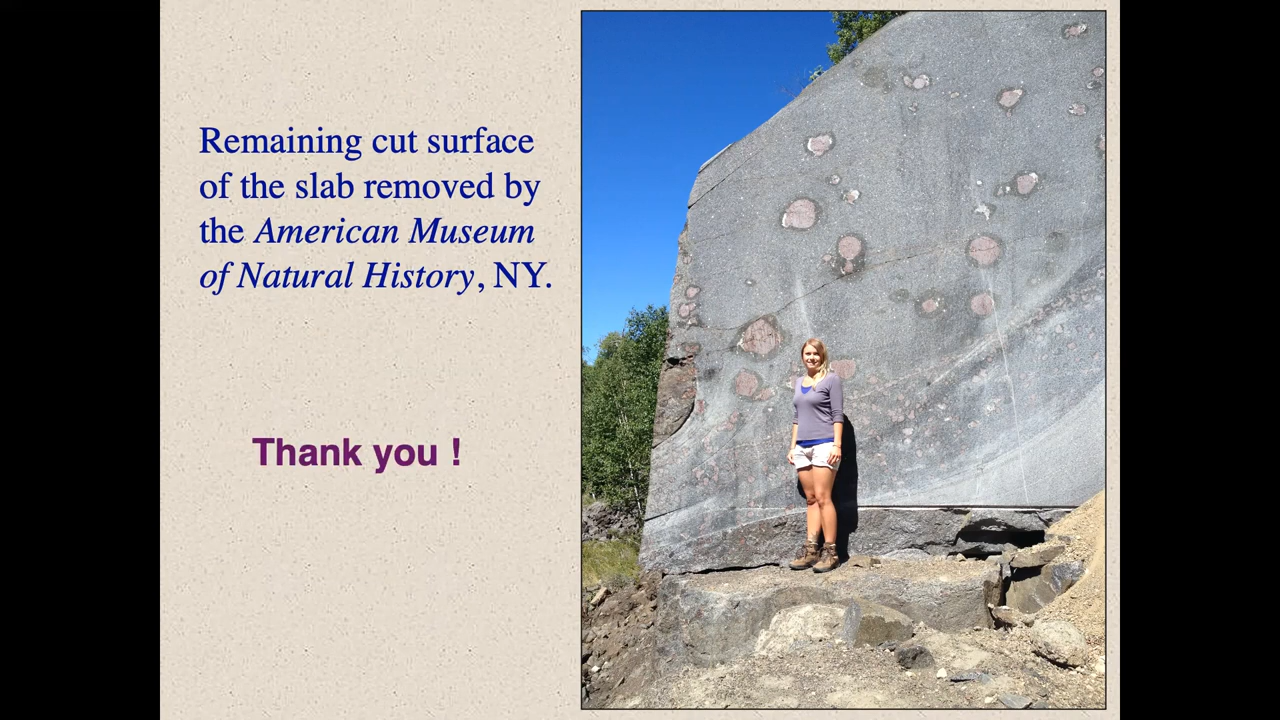 Remaining cut surface
of the slab removed by
the American Museum
of Natural History, NY.
Thank you !